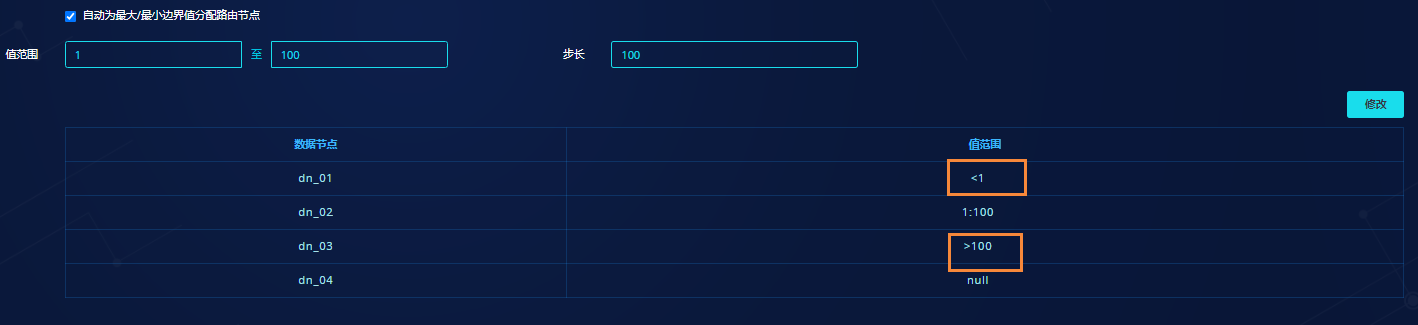 自动为最大/最小边界值分配路由节点
值范围 1 至 100 步长 100
修改
数据节点 值范围
dn_01 <1
dn_02 1:100
dn_03 >100
dn_04 null